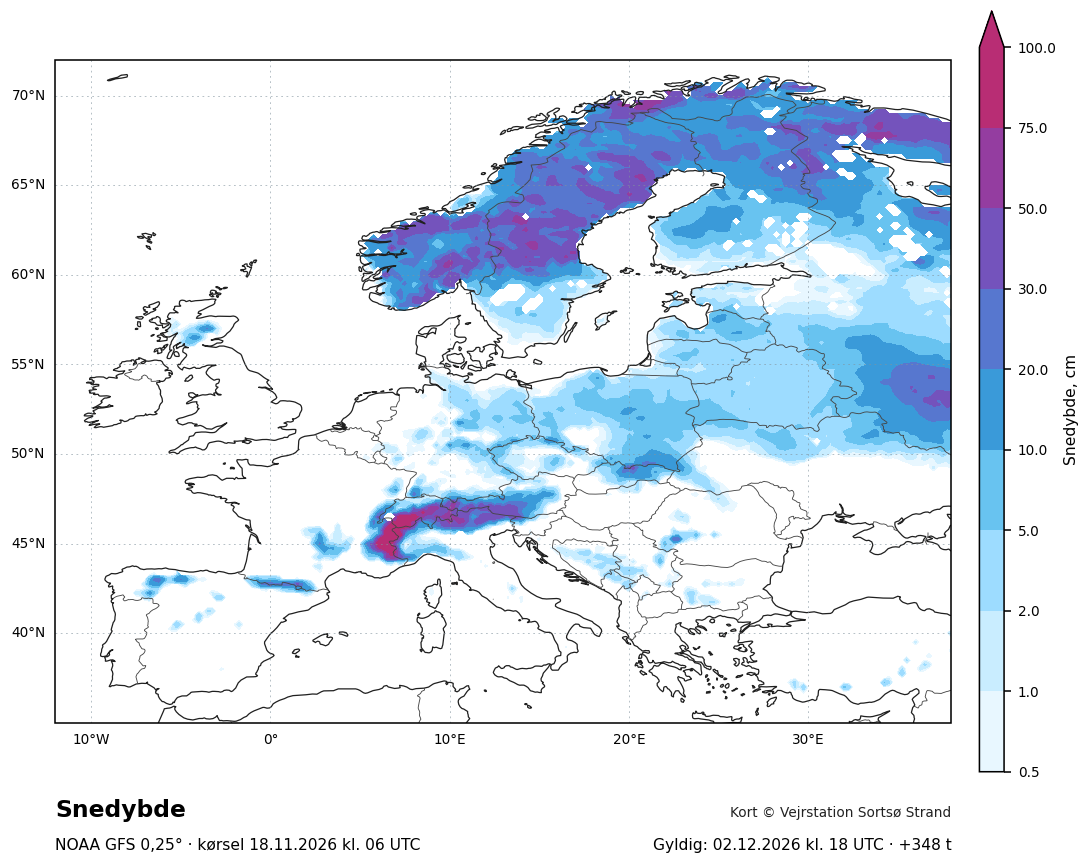 100.0
75.0
50.0
30.0
20.0
10.0
5.0
2.0
1.0
0.5
Snedybde, cm
70°N
65°N
60°N
55°N
50°N
45°N
40°N
10°W 0° 10°E 20°E 30°E
Snedybde
Kort © Vejrstation Sortsø Strand
NOAA GFS 0,25° · kørsel 18.11.2026 kl. 06 UTC
Gyldig: 02.12.2026 kl. 18 UTC · +348 t